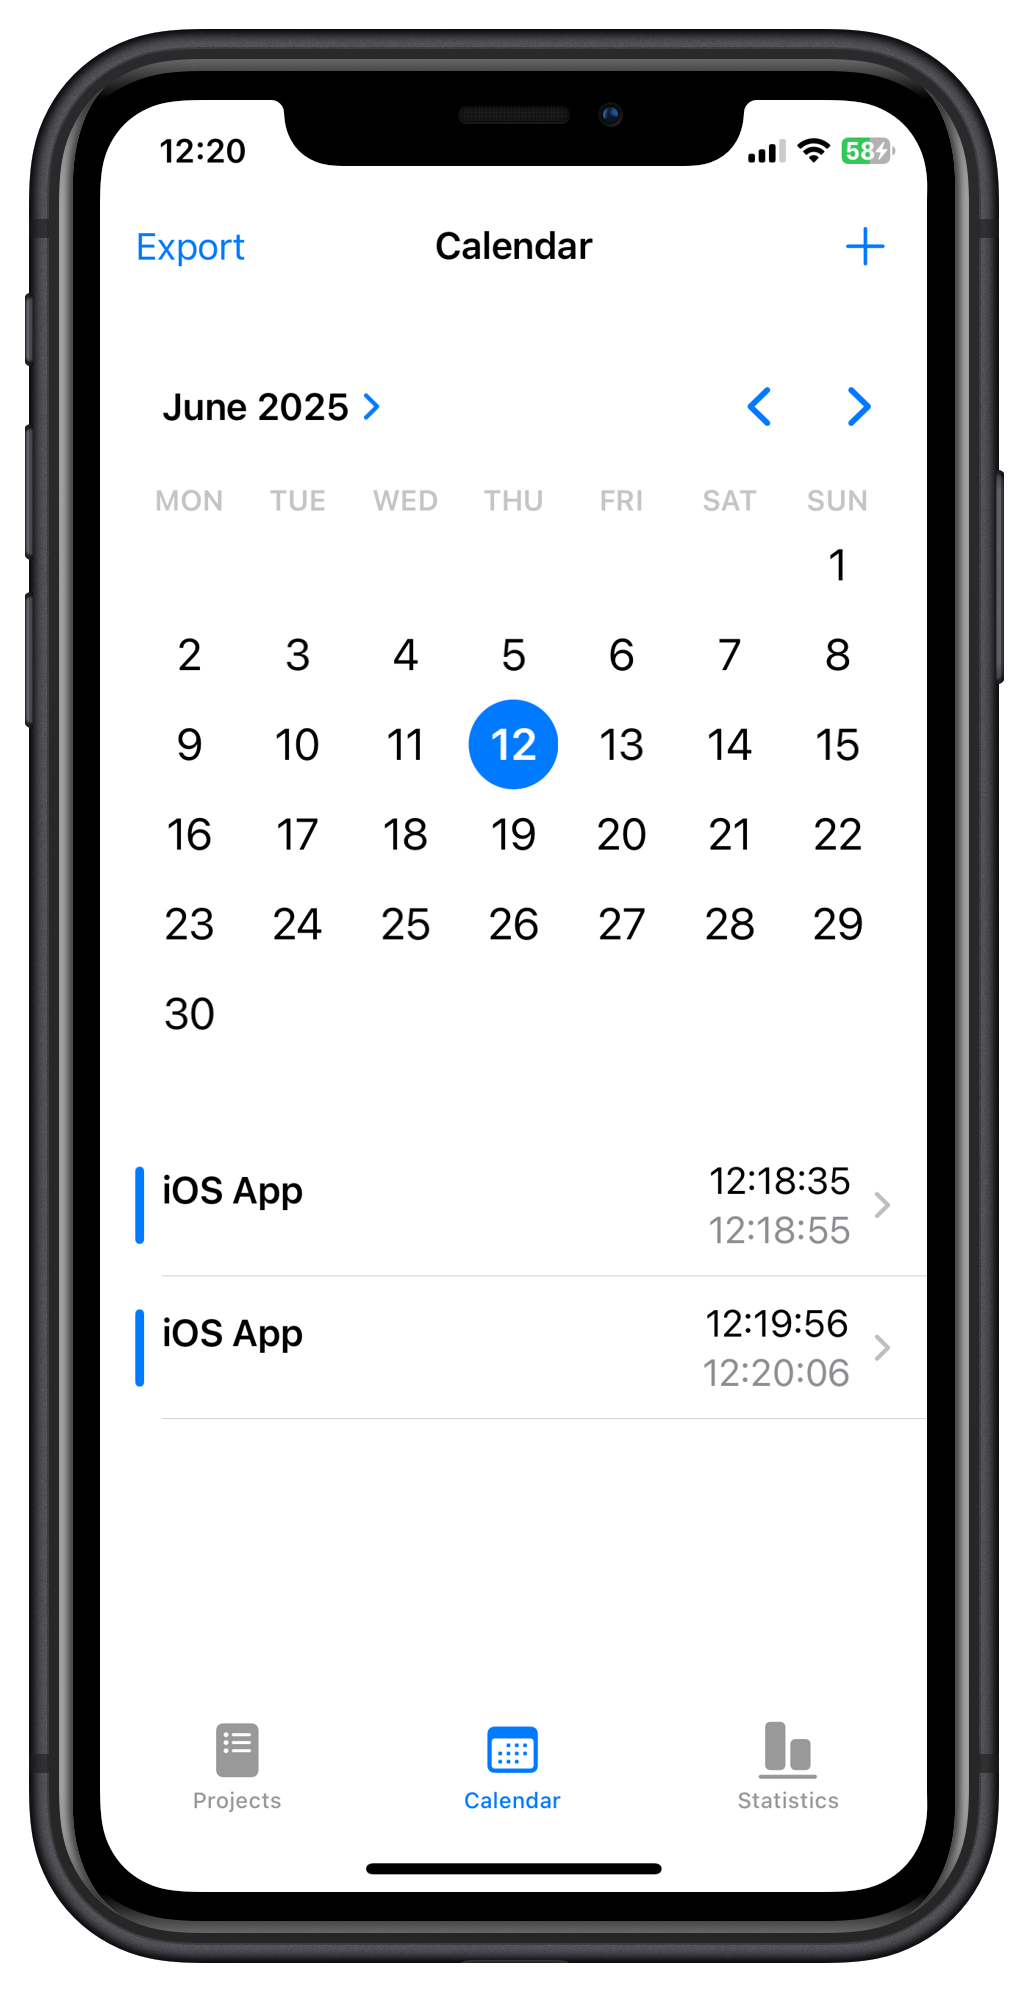 12:20 58
Export Calendar
June 2025
MON TUE WED THU FRI SAT SUN
1
2 3 4 5 6 7 8
9 10 11 12 13 14 15
16 17 18 19 20 21 22
23 24 25 26 27 28 29
30
iOS App 12:18:35
12:18:55
iOS App 12:19:56
12:20:06
Projects Calendar Statistics